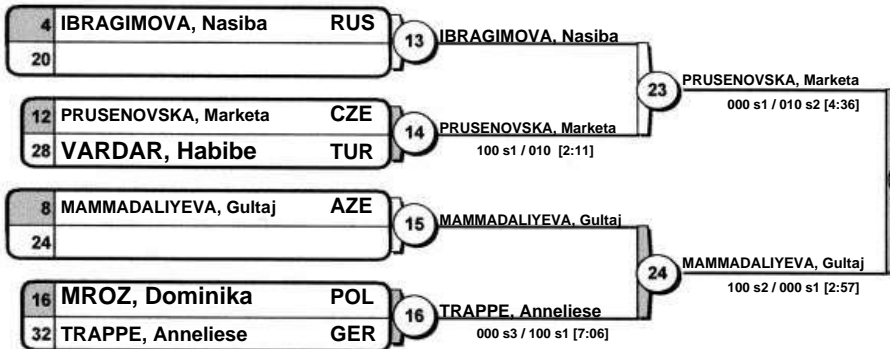 4 IBRAGIMOVA, Nasiba RUS
20
13 IBRAGIMOVA, Nasiba
12 PRUSENOVSKA, Marketa CZE
28 VARDAR, Habibe TUR
14 PRUSENOVSKA, Marketa
100 s1 / 010 [2:11]
23 PRUSENOVSKA, Marketa
000 s1 / 010 s2 [4:36]
8 MAMMADALIYEVA, Gultaj AZE
24
15 MAMMADALIYEVA, Gultaj
16 MROZ, Dominika POL
32 TRAPPE, Anneliese GER
16 TRAPPE, Anneliese
000 s3 / 100 s1 [7:06]
24 MAMMADALIYEVA, Gultaj
100 s2 / 000 s1 [2:57]